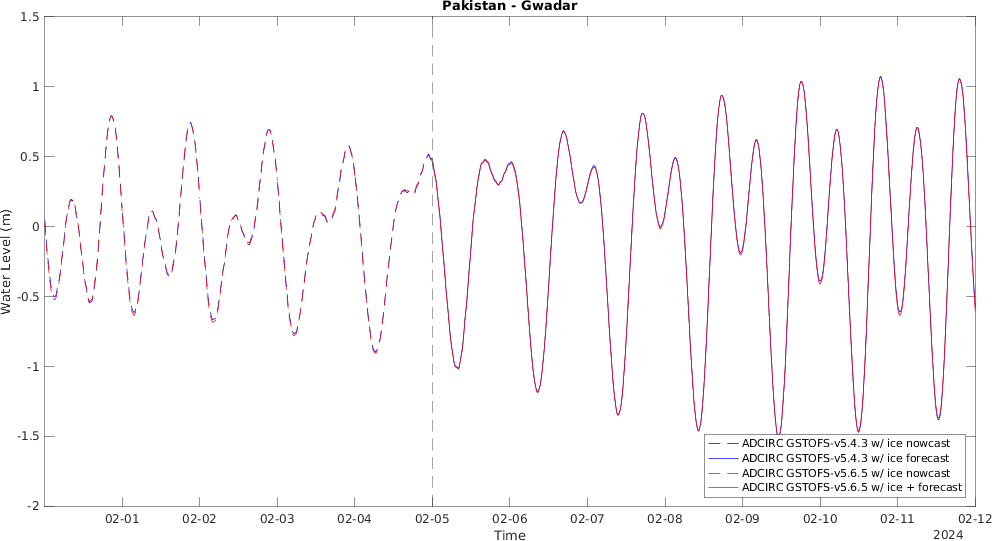 Pakistan - Gwadar
1.5
1
0.5
0
-0.5
-1
-1.5
-2
Water Level (m)
ADCIRC GSTOFS-v5.4.3 w/ ice nowcast
ADCIRC GSTOFS-v5.4.3 w/ ice forecast
ADCIRC GSTOFS-v5.6.5 w/ ice nowcast
ADCIRC GSTOFS-v5.6.5 w/ ice + forecast
02-01 02-02 02-03 02-04 02-05 02-06 02-07 02-08 02-09 02-10 02-11 02-12
Time
2024